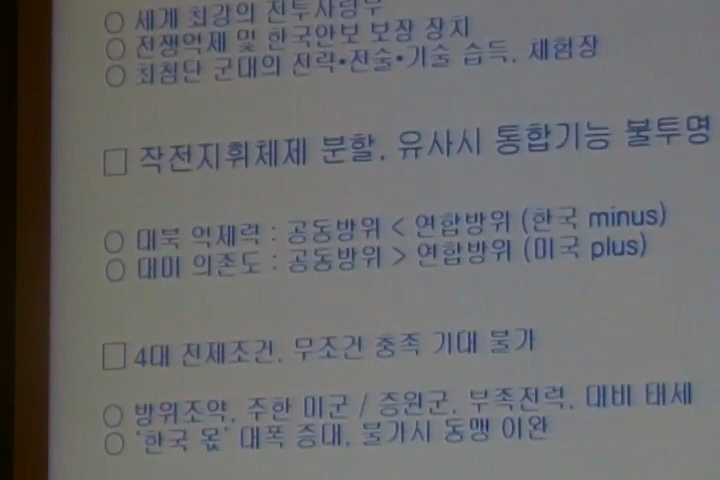 ○ 세계 최강의 전투사령부
○ 전쟁억제 및 한국안보 보장 장치
○ 최첨단 군대의 전략•전술•기술 습득, 체험장
□ 작전지휘체제 분할, 유사시 통합기능 불투명
○ 대북 억제력 : 공동방위 < 연합방위 (한국 minus)
○ 대미 의존도 : 공동방위 > 연합방위 (미국 plus)
□ 4대 전제조건, 무조건 충족 기대 불가
○ 방위조약, 주한 미군 / 증원군, 부족전력, 대비 태세
○ '한국 몫' 대폭 증대, 불가시 동맹 이완